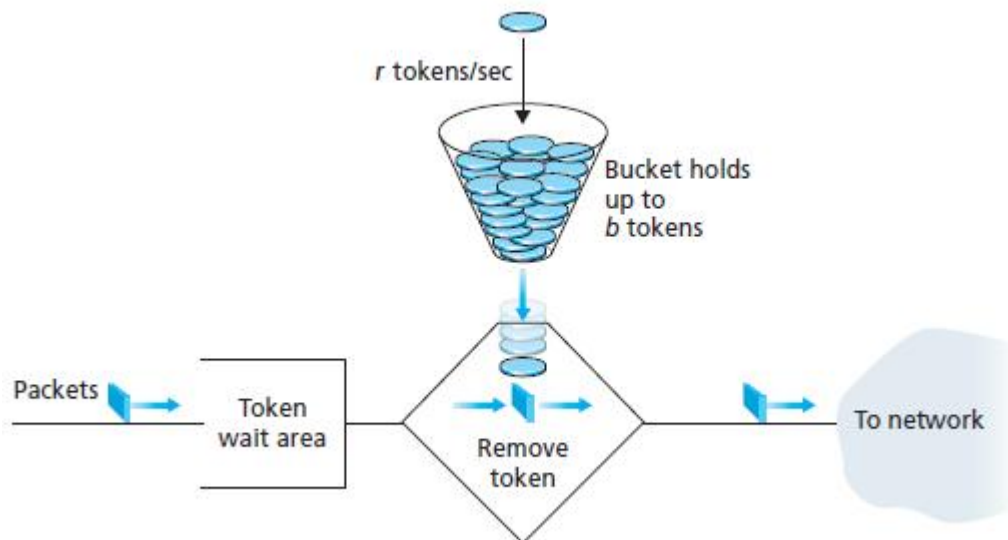 r tokens/sec
Bucket holds
up to
b tokens
Packets
Token
wait area
Remove
token
To network